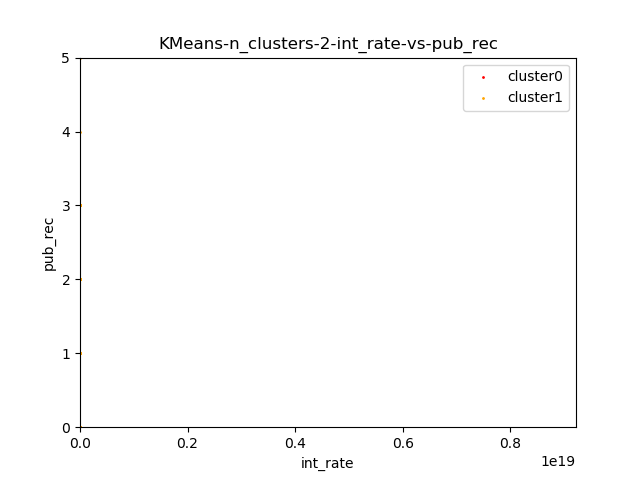 KMeans-n_clusters-2-int_rate-vs-pub_rec
cluster0
cluster1
5
4
3
2
1
0
pub_rec
0.0 0.2 0.4 0.6 0.8
1e19
int_rate